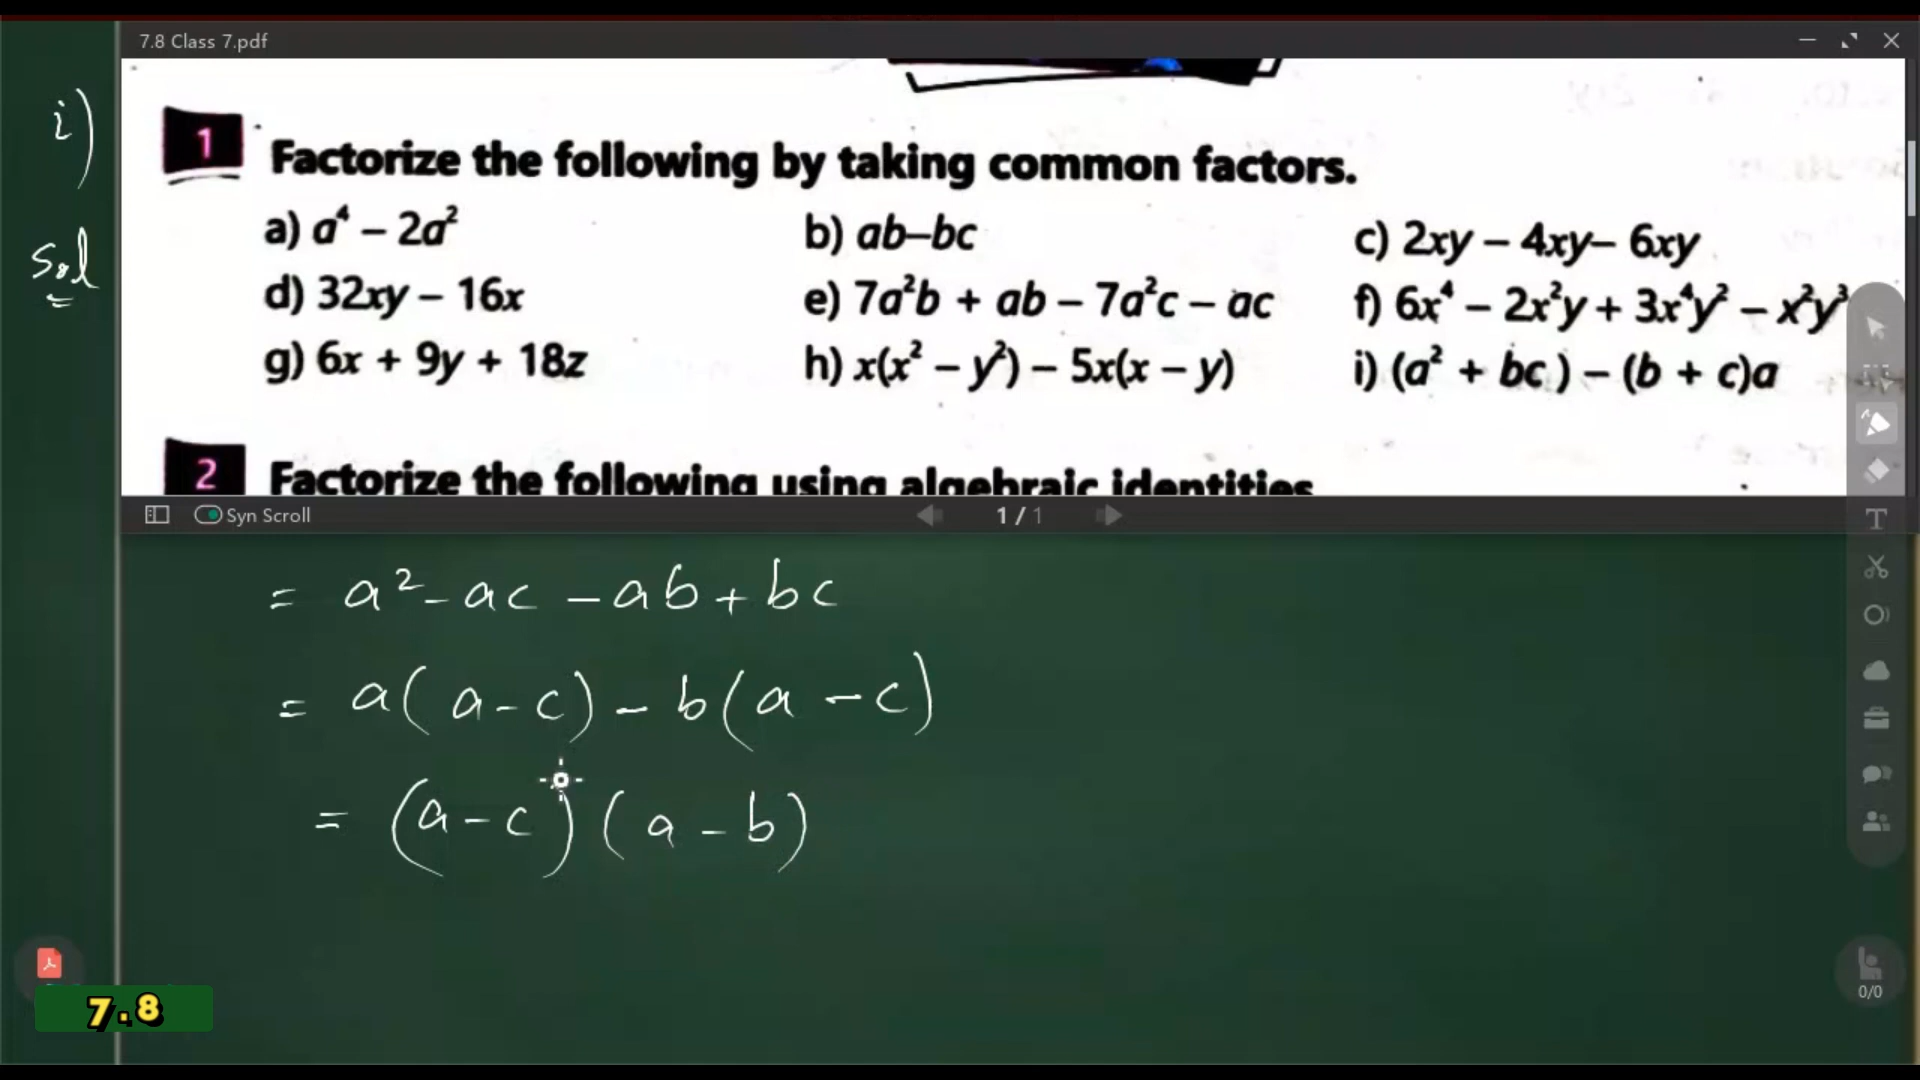 7.8 Class 7.pdf
i)
Sol
1 Factorize the following by taking common factors.
a) a⁴ – 2a² b) ab–bc c) 2xy – 4xy– 6xy
d) 32xy – 16x e) 7a²b + ab – 7a²c – ac f) 6x⁴ – 2x²y + 3x⁴y² – x²y³
g) 6x + 9y + 18z h) x(x² – y²) – 5x(x – y) i) (a² + bc ) – (b + c)a
2 Factorize the following using algebraic identities
Syn Scroll 1 / 1
= a² - ac - ab + bc
= a( a - c) - b(a - c)
= (a - c) ( a - b)
0/0
7.8